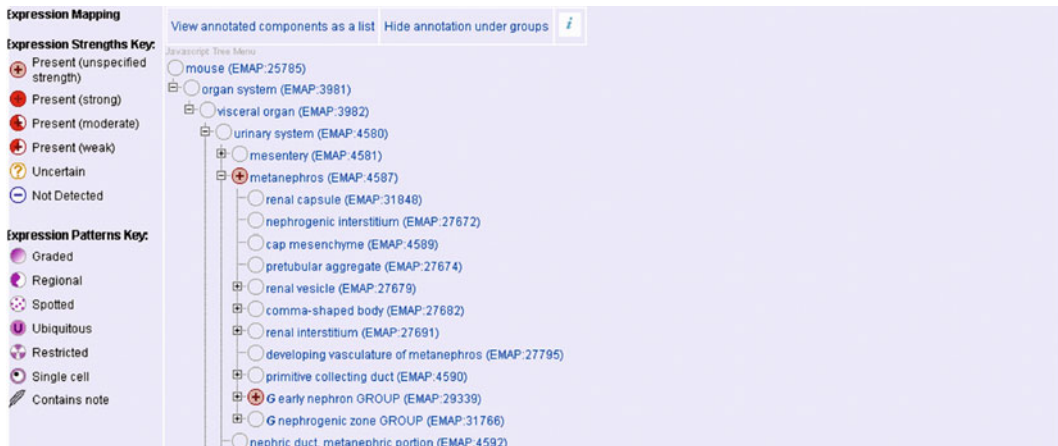 Expression Mapping
Expression Strengths Key:
Present (unspecified
strength)
Present (strong)
Present (moderate)
Present (weak)
Uncertain
Not Detected
Expression Patterns Key:
Graded
Regional
Spotted
Ubiquitous
Restricted
Single cell
Contains note
View annotated components as a list Hide annotation under groups i
Javascript Tree Menu
mouse (EMAP:25785)
organ system (EMAP:3981)
visceral organ (EMAP:3982)
urinary system (EMAP:4580)
mesentery (EMAP:4581)
metanephros (EMAP:4587)
renal capsule (EMAP:31848)
nephrogenic interstitium (EMAP:27672)
cap mesenchyme (EMAP:4589)
pretubular aggregate (EMAP:27674)
renal vesicle (EMAP:27679)
comma-shaped body (EMAP:27682)
renal interstitium (EMAP:27691)
developing vasculature of metanephros (EMAP:27795)
primitive collecting duct (EMAP:4590)
G early nephron GROUP (EMAP:29339)
G nephrogenic zone GROUP (EMAP:31766)
nephric duct, metanephric portion (EMAP:4592)